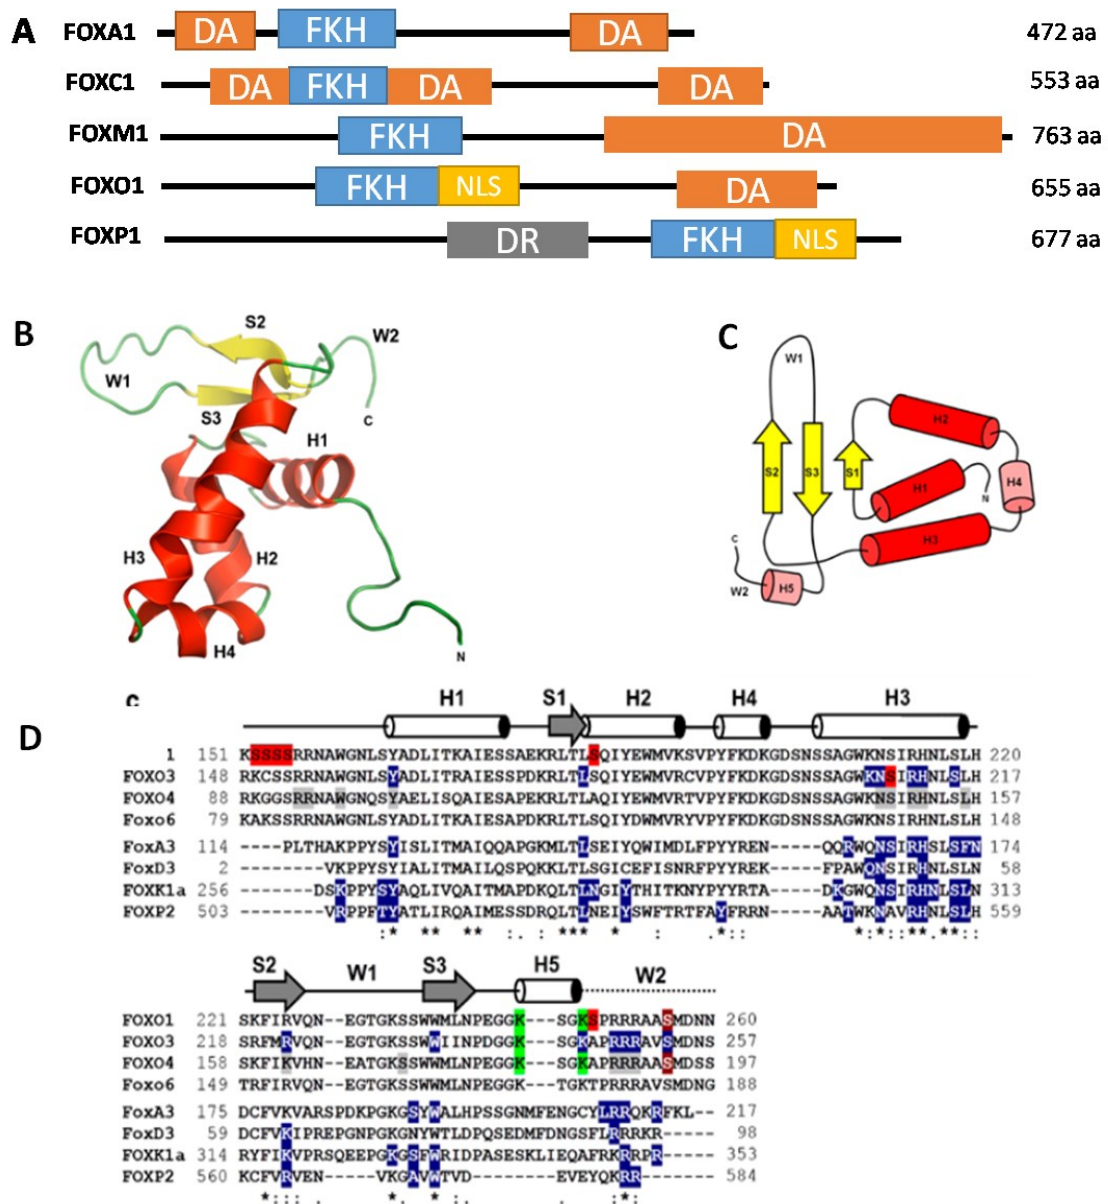 A
FOXA1 DA FKH DA 472 aa
FOXC1 DA FKH DA DA 553 aa
FOXM1 FKH DA 763 aa
FOXO1 FKH NLS DA 655 aa
FOXP1 DR FKH NLS 677 aa
B
S2
W2
W1
S3
C
H1
H3
H2
H4
N
C
W1
H2
S2 S3 S1
H1
N
H4
H3
C
W2 H5
c
D
H1 S1 H2 H4 H3
1 151 KSSSSRRNAWGNLSYADLITKAIESSAEKRLTLSQIYEWMVKSVPYFKDKGDSNSSAGWKNSIRHNLSLH 220
FOXO3 148 RKCSSRRNAWGNLSYADLITRAIESSPDKRLTLSQIYEWMVRCVPYFKDKGDSNSSAGWKNSIRHNLSLH 217
FOXO4 88 RKGGSRRNAWGNQSYAELISQAIESAPEKRLTLAQIYEWMVRTVPYFKDKGDSNSSAGWKNSIRHNLSLH 157
Foxo6 79 KAKSSRRNAWGNLSYADLITKAIESAPDKRLTLSQIYDWMVRYVPYFKDKGDSNSSAGWKNSIRHNLSLH 148
FoxA3 114 ----PLTHAKPPYSYISLITMAIQQAPGKMLTLSEIYQWIMDLFPYYREN-----QQRWQNSIRHSLSFN 174
FoxD3 2 --------VKPPYSYIALITMAILQSPQKKLTLSGICEFISNRFPYYREK-----FPAWQNSIRHNLSLN 58
FOXK1a 256 -------DSKPPYSYAQLIVQAITMAPDKQLTLNGIYTHITKNYPYYRTA-----DKGWQNSIRHNLSLN 313
FOXP2 503 --------VRPPFTYATLIRQAIMESSDRQLTLNEIYSWFTRTFAYFRRN-----AATWKNAVRHNLSLH 559
:* ** ** :. : *** * : .*:: *:*::**.**::
S2 W1 S3 H5 W2
FOXO1 221 SKFIRVQN--EGTGKSSWWMLNPEGGK---SGKSPRRRAASMDNN 260
FOXO3 218 SRFMRVQN--EGTGKSSWWIINPDGGK---SGKAPRRRAVSMDNS 257
FOXO4 158 SKFIKVHN--EATGKSSWWMLNPEGGK---SGKAPRRRAASMDSS 197
Foxo6 149 TRFIRVQN--EGTGKSSWWMLNPEGGK---TGKTPRRRAVSMDNG 188
FoxA3 175 DCFVKVARSPDKPGKGSYWALHPSSGNMFENGCYLRRQKRFKL-- 217
FoxD3 59 DCFVKIPREPGNPGKGNYWTLDPQSEDMFDNGSFLRRRKR----- 98
FOXK1a 314 RYFIKVPRSQEEPGKGSFWRIDPASESKLIEQAFRKRRPR----- 353
FOXP2 560 KCFVRVEN----VKGAVWTVD------EVEYQKRR 584
*::: . *. * :. :*: